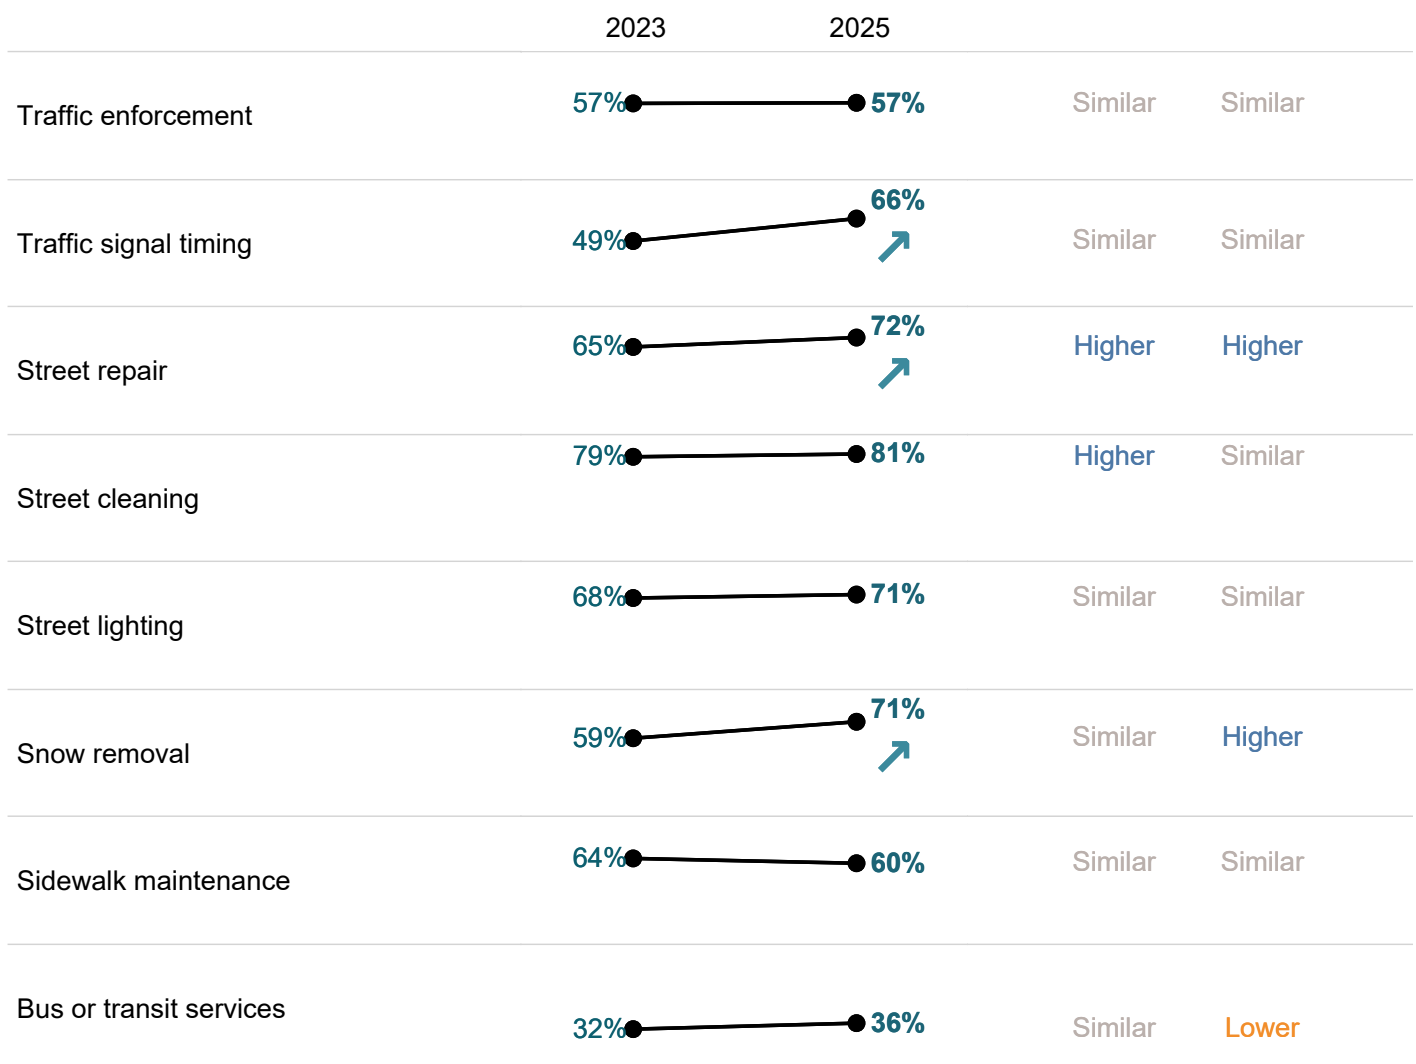 2023 2025
Traffic enforcement 57% 57% Similar Similar
Traffic signal timing 49% 66% Similar Similar
Street repair 65% 72% Higher Higher
Street cleaning 79% 81% Higher Similar
Street lighting 68% 71% Similar Similar
Snow removal 59% 71% Similar Higher
Sidewalk maintenance 64% 60% Similar Similar
Bus or transit services 32% 36% Similar Lower